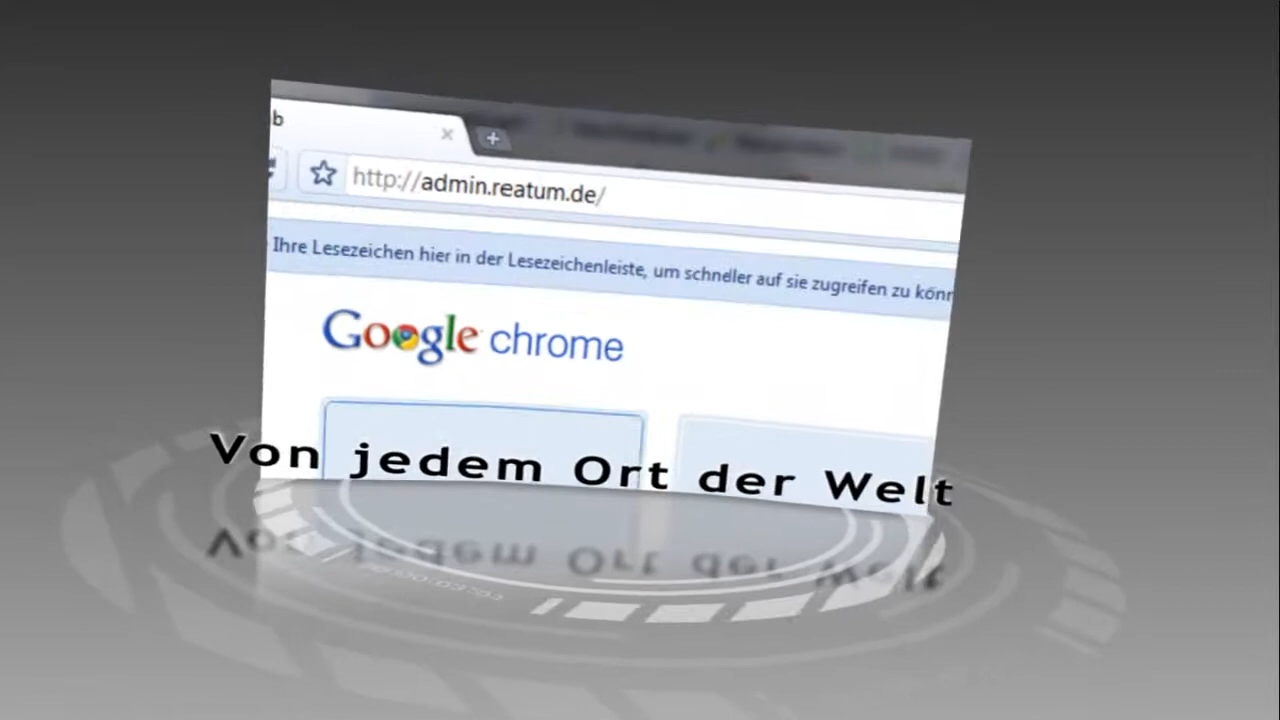 b
http://admin.reatum.de/
Ihre Lesezeichen hier in der Lesezeichenleiste, um schneller auf sie zugreifen zu könn
Google chrome
Von jedem Ort der Welt